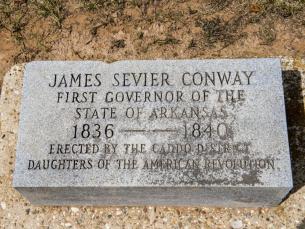 JAMES SEVIER CONWAY
FIRST GOVERNOR OF THE
STATE OF ARKANSAS
1836 — 1840
ERECTED BY THE CADDO DISTRICT
DAUGHTERS OF THE AMERICAN REVOLUTION